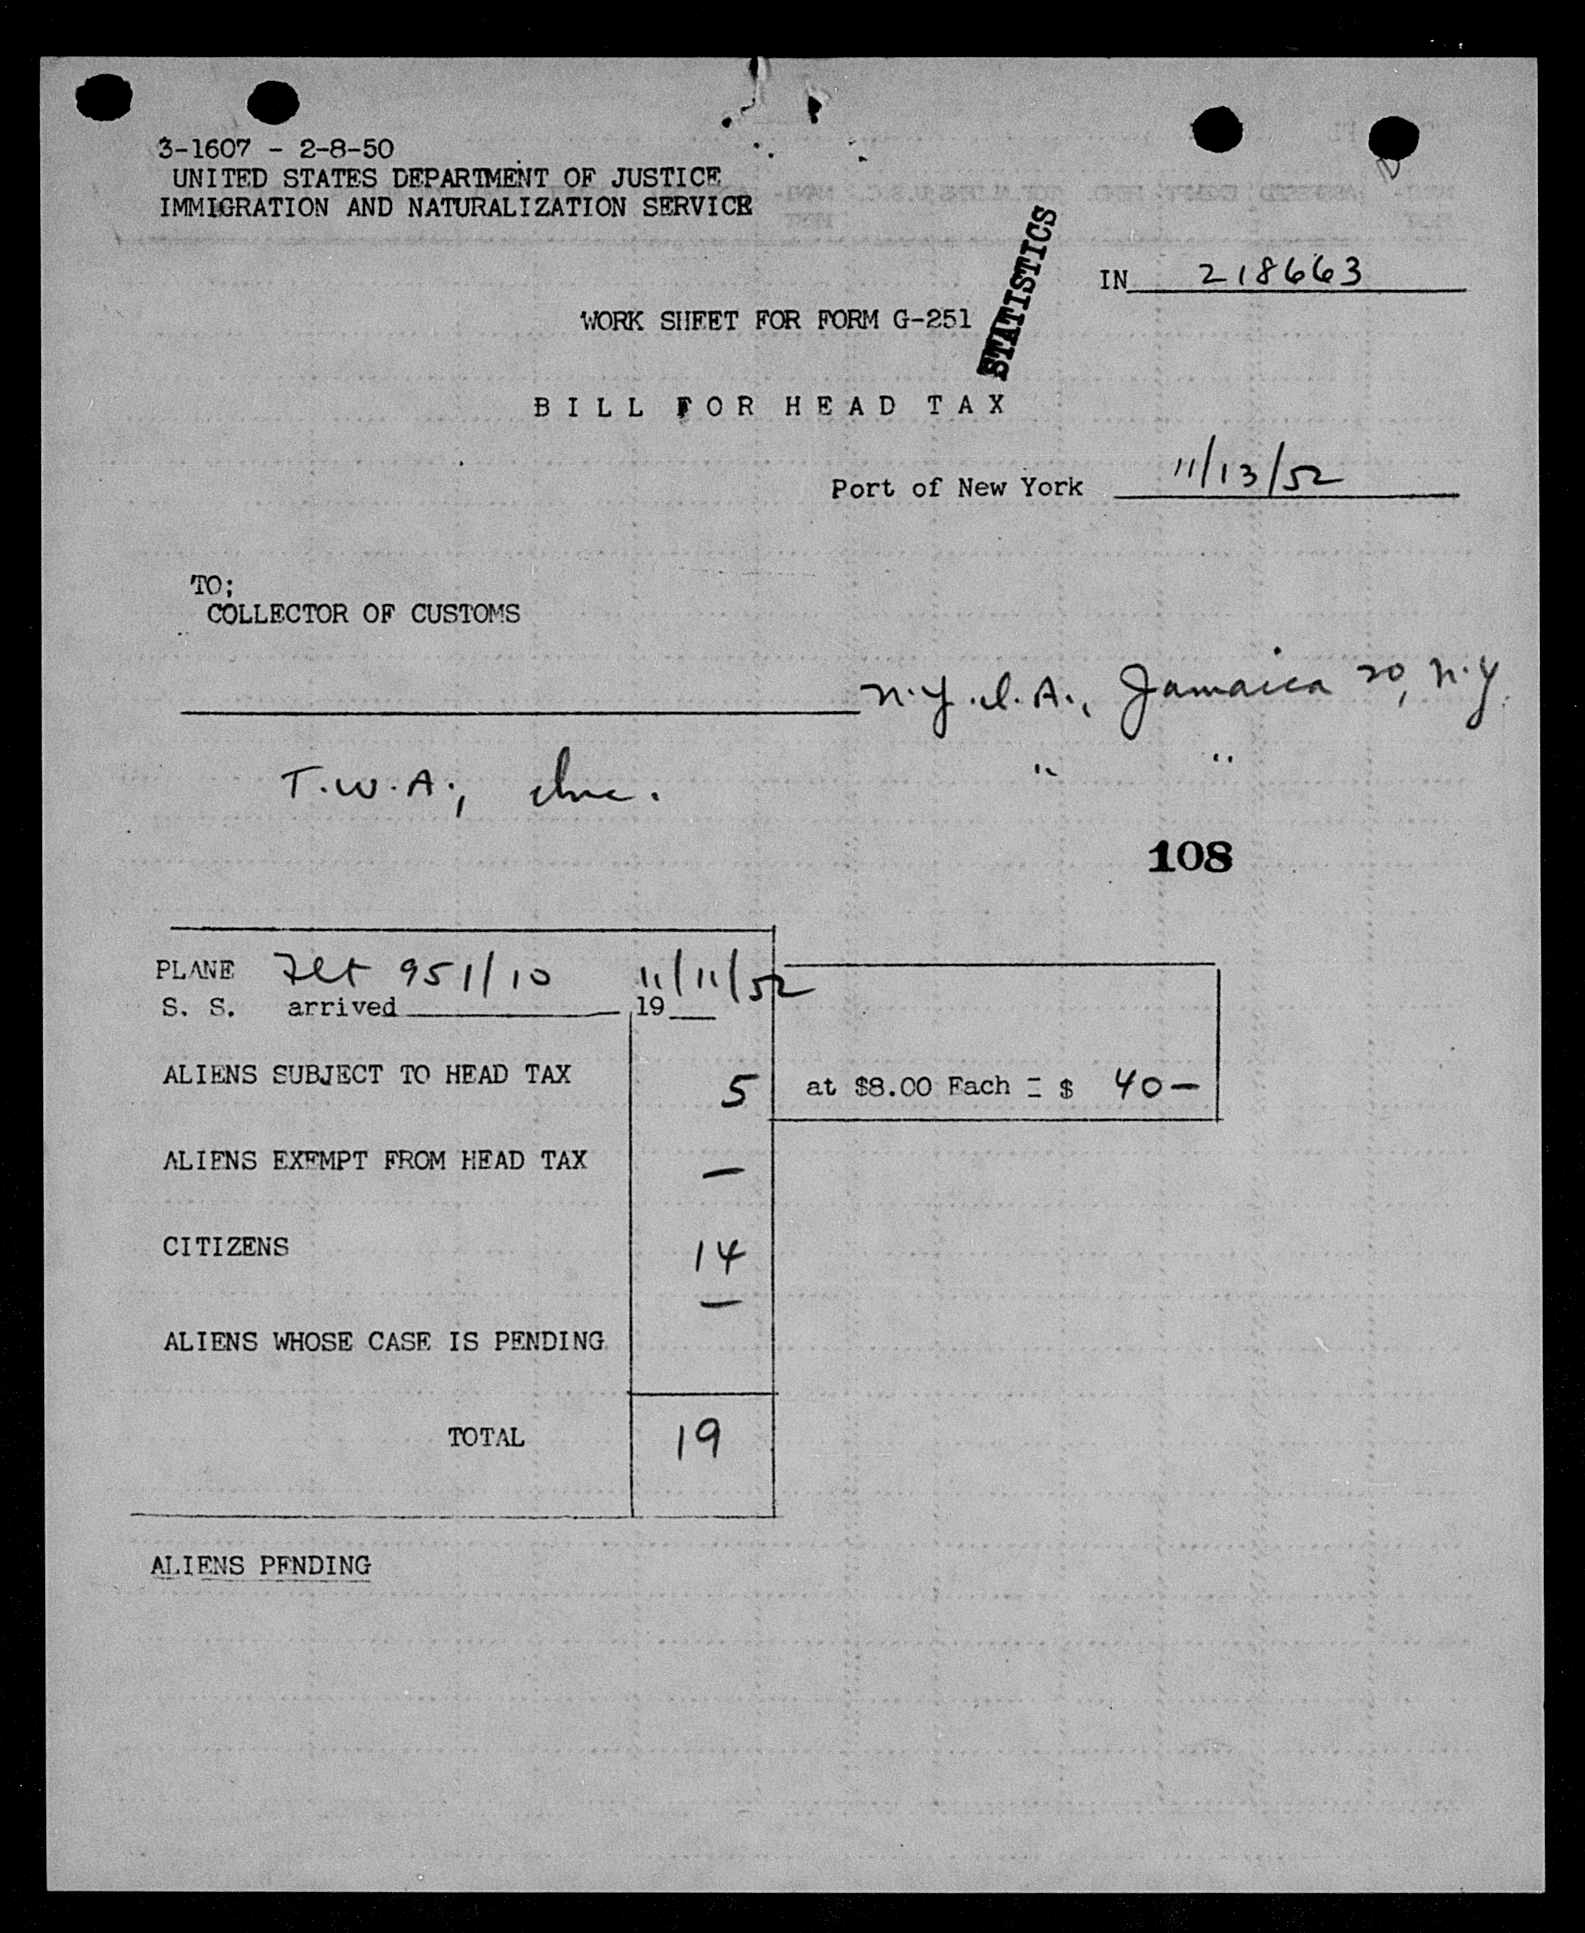 3-1607 - 2-8-50
UNITED STATES DEPARTMENT OF JUSTICE
IMMIGRATION AND NATURALIZATION SERVICE
STATISTICS
IN 218663
WORK SHEET FOR FORM G-251
BILL FOR HEAD TAX
Port of New York 11/13/52
TO;
COLLECTOR OF CUSTOMS
N.Y.I.A., Jamaica 20, N.Y.
T.W.A., Inc. " "
108
PLANE Flt 951/10 11/11/52
S. S. arrived 19
ALIENS SUBJECT TO HEAD TAX 5 at $8.00 Each = $ 40-
ALIENS EXEMPT FROM HEAD TAX -
CITIZENS 14
-
ALIENS WHOSE CASE IS PENDING
TOTAL 19
ALIENS PENDING